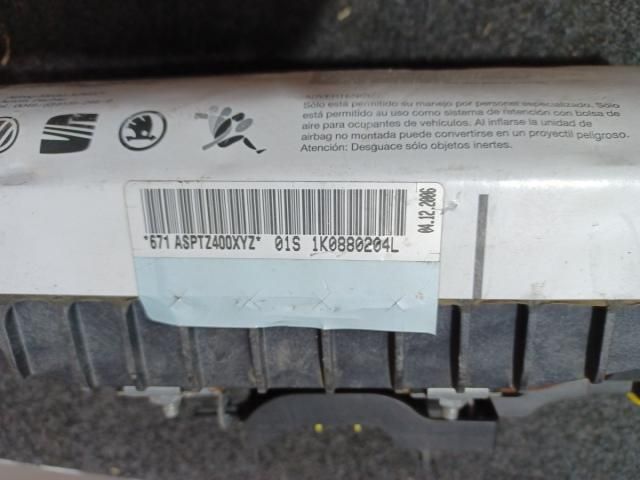 ADVERTENCIA:
Sólo está permitido su manejo por personal especializado. Sólo está
permitido au uso como sistema de retención con bolsa de
aire para ocupantes de vehículos. Al inflarse la unidad de
airbag no montada puede convertirse en un proyectil peligroso.
Atención: Desguace sólo objetos inertes.
04.12.2006
*671 ASPTZ400XYZ* 01S 1K0880204L